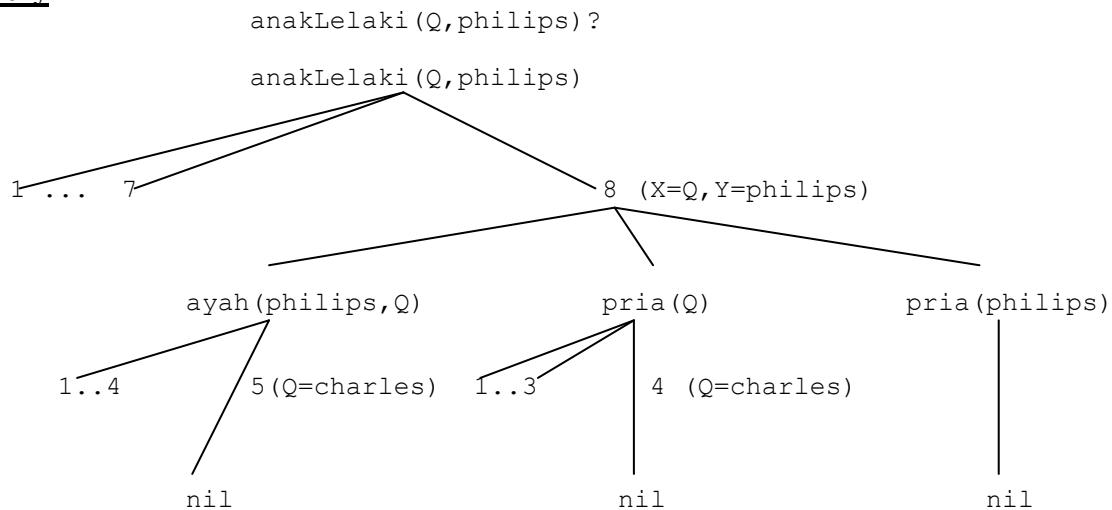 anakLelaki(Q,philips)?
anakLelaki(Q,philips)
1 ... 7 8 (X=Q,Y=philips)
ayah(philips,Q) pria(Q) pria(philips)
1..4 5(Q=charles) 1..3 4 (Q=charles)
nil nil nil